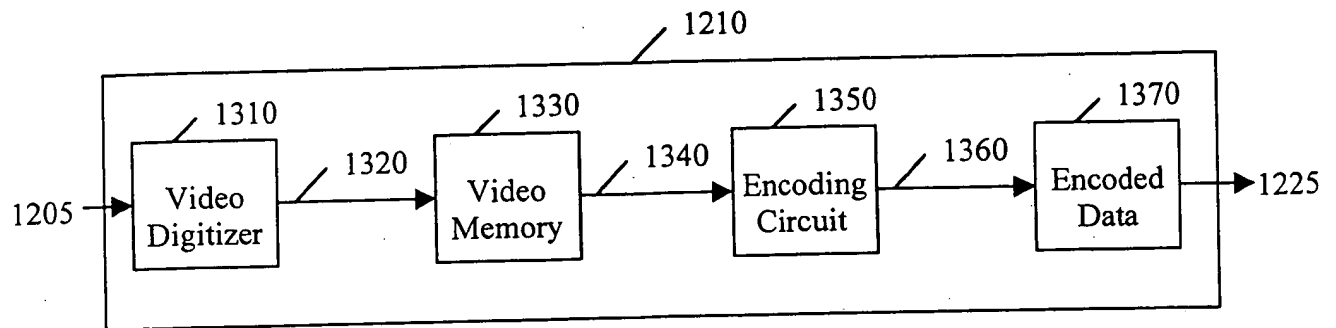 1210
1310
1330
1350
1370
1320
1340
1360
1205
Video
Digitizer
Video
Memory
Encoding
Circuit
Encoded
Data
1225